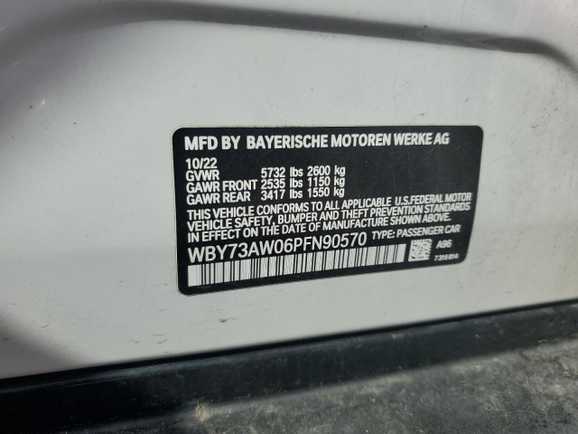 MFD BY BAYERISCHE MOTOREN WERKE AG
10/22
GVWR 5732 lbs 2600 kg
GAWR FRONT 2535 lbs 1150 kg
GAWR REAR 3417 lbs 1550 kg
THIS VEHICLE CONFORMS TO ALL APPLICABLE U.S.FEDERAL MOTOR
VEHICLE SAFETY, BUMPER AND THEFT PREVENTION STANDARDS
IN EFFECT ON THE DATE OF MANUFACTURE SHOWN ABOVE.
WBY73AW06PFN90570 TYPE: PASSENGER CAR
A96